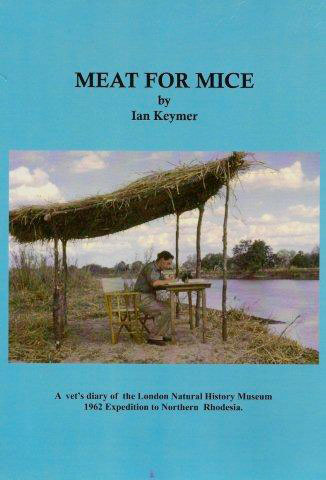 MEAT FOR MICE
by
Ian Keymer
A vet's diary of the London Natural History Museum
1962 Expedition to Northern Rhodesia.